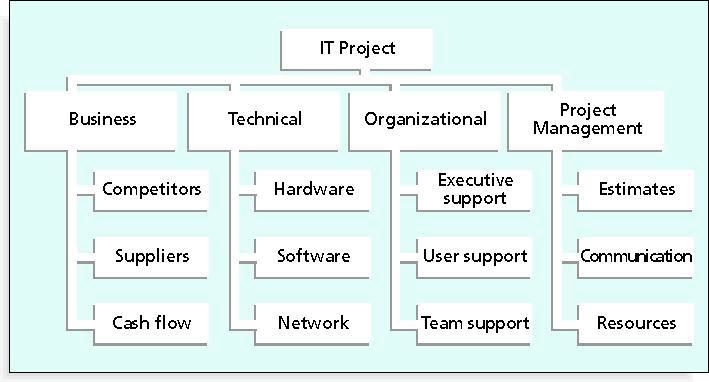 IT Project
Business
Technical
Organizational
Project
Management
Competitors
Hardware
Executive
support
Estimates
Suppliers
Software
User support
Communication
Cash flow
Network
Team support
Resources